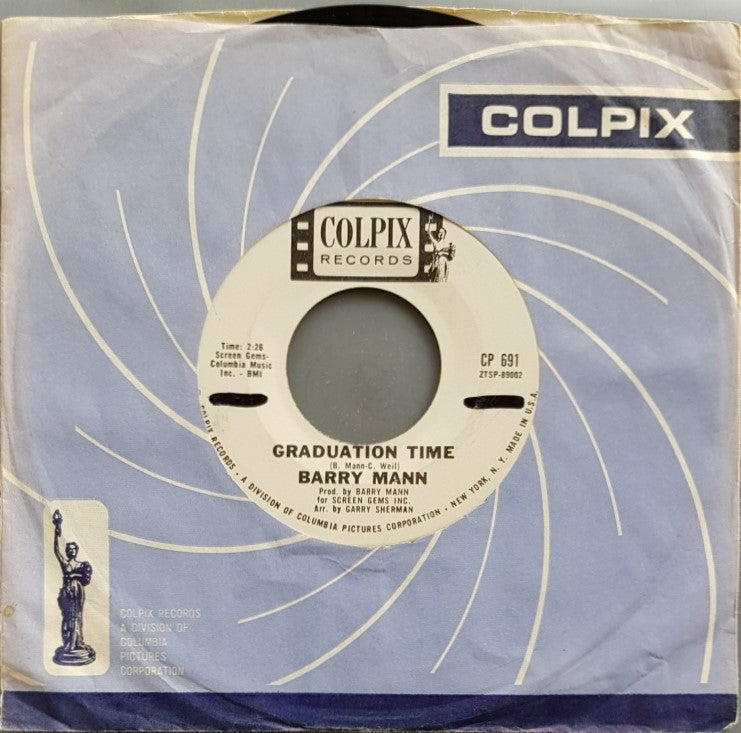 COLPIX
COLPIX
RECORDS
Time: 2:26
Screen Gems-
Columbia Music
Inc. - BMI
CP 691
ZTSP-89002
GRADUATION TIME
(B. Mann-C. Weil)
BARRY MANN
Prod. by BARRY MANN
for SCREEN GEMS INC.
Arr. by GARRY SHERMAN
COLPIX RECORDS - A DIVISION OF COLUMBIA PICTURES CORPORATION - NEW YORK, N. Y. MADE IN U.S.A.
COLPIX RECORDS
A DIVISION OF
COLUMBIA
PICTURES
CORPORATION